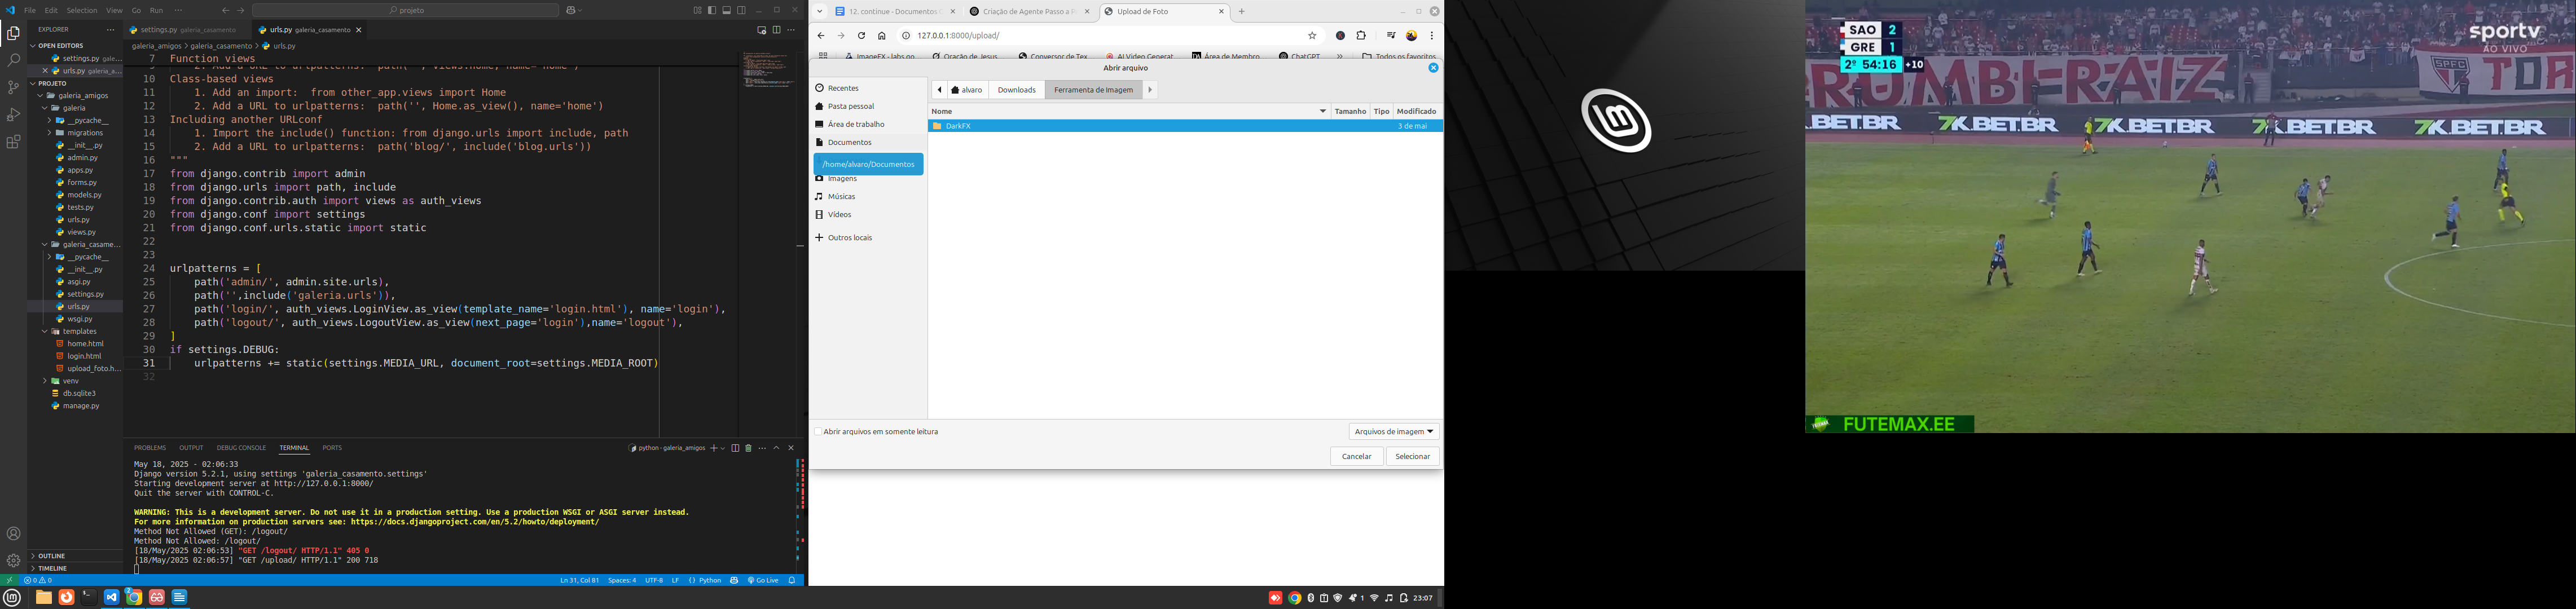 File Edit Selection View Go Run ···
projeto
EXPLORER
OPEN EDITORS
settings.py gale...
urls.py galeria_a...
PROJETO
galeria_amigos
galeria
__pycache__
migrations
__init__.py
admin.py
apps.py
forms.py
models.py
tests.py
urls.py
views.py
galeria_casame...
__pycache__
__init__.py
asgi.py
settings.py
urls.py
wsgi.py
templates
home.html
login.html
upload_foto.h...
venv
db.sqlite3
manage.py
OUTLINE
TIMELINE
settings.py galeria_casamento
urls.py galeria_casamento
galeria_amigos > galeria_casamento > urls.py
7 Function views
10 Class-based views
11 1. Add an import:  from other_app.views import Home
12 2. Add a URL to urlpatterns:  path('', Home.as_view(), name='home')
13 Including another URLconf
14 1. Import the include() function: from django.urls import include, path
15 2. Add a URL to urlpatterns:  path('blog/', include('blog.urls'))
16 """
17 from django.contrib import admin
18 from django.urls import path, include
19 from django.contrib.auth import views as auth_views
20 from django.conf import settings
21 from django.conf.urls.static import static
22
23
24 urlpatterns = [
25 path('admin/', admin.site.urls),
26 path('',include('galeria.urls')),
27 path('login/', auth_views.LoginView.as_view(template_name='login.html'), name='login'),
28 path('logout/', auth_views.LogoutView.as_view(next_page='login'),name='logout'),
29 ]
30 if settings.DEBUG:
31 urlpatterns += static(settings.MEDIA_URL, document_root=settings.MEDIA_ROOT)
32
PROBLEMS OUTPUT DEBUG CONSOLE TERMINAL PORTS
python - galeria_amigos
May 18, 2025 - 02:06:33
Django version 5.2.1, using settings 'galeria_casamento.settings'
Starting development server at http://127.0.0.1:8000/
Quit the server with CONTROL-C.
WARNING: This is a development server. Do not use it in a production setting. Use a production WSGI or ASGI server instead.
For more information on production servers see: https://docs.djangoproject.com/en/5.2/howto/deployment/
Method Not Allowed (GET): /logout/
Method Not Allowed: /logout/
[18/May/2025 02:06:53] "GET /logout/ HTTP/1.1" 405 0
[18/May/2025 02:06:57] "GET /upload/ HTTP/1.1" 200 718
0 0
Ln 31, Col 81 Spaces: 4 UTF-8 LF Python Go Live
12. continue - Documentos
Criação de Agente Passo a
Upload de Foto
127.0.0.1:8000/upload/
ImageFX - labs.go
Oração de Jesus
Conversor de Tex
AI Video Generat
Área de Membro
ChatGPT
Todos os favoritos
Abrir arquivo
Recentes
Pasta pessoal
Área de trabalho
Documentos
/home/alvaro/Documentos
Imagens
Músicas
Vídeos
Outros locais
alvaro Downloads Ferramenta de Imagem
Nome Tamanho Tipo Modificado
DarkFX 3 de mai
Abrir arquivos em somente leitura
Arquivos de imagem
Cancelar Selecionar
1 23:07
SAO 2
GRE 1
2º 54:16 +10
sportv
AO VIVO
SPFC
7K.BET.BR
7K.BET.BR
7K.BET.BR
7K.BET.BR
FUTEMAX.EE